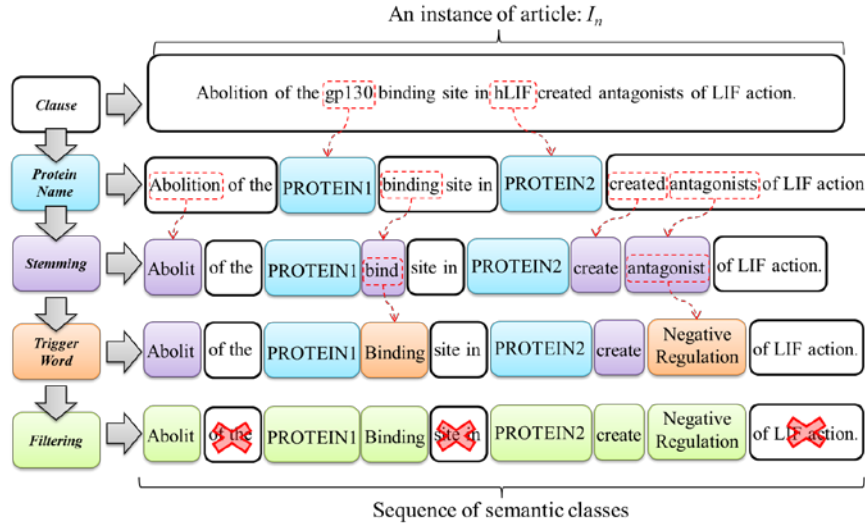 An instance of article: Iₙ
Clause
Abolition of the gp130 binding site in hLIF created antagonists of LIF action.
Protein
Name
Abolition of the
PROTEIN1
binding site in
PROTEIN2
created antagonists of LIF action
Stemming
Abolit
of the
PROTEIN1
bind
site in
PROTEIN2
create
antagonist
of LIF action.
Trigger
Word
Abolit
of the
PROTEIN1
Binding
site in
PROTEIN2
create
Negative
Regulation
of LIF action.
Filtering
Abolit
of the
PROTEIN1
Binding
site in
PROTEIN2
create
Negative
Regulation
of LIF action.
Sequence of semantic classes